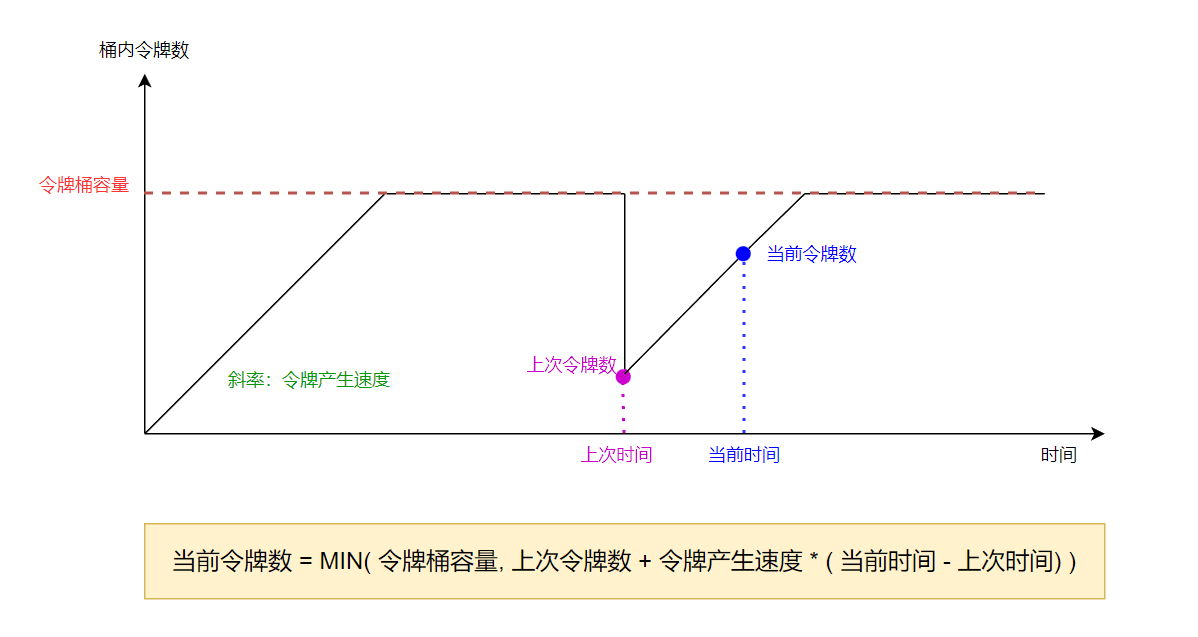 桶内令牌数
令牌桶容量
当前令牌数
上次令牌数
斜率：令牌产生速度
上次时间
当前时间
时间
当前令牌数 = MIN( 令牌桶容量, 上次令牌数 + 令牌产生速度 * ( 当前时间 - 上次时间) )